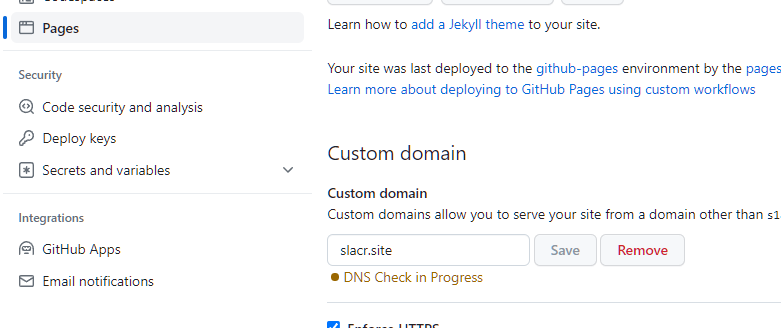 Pages
Security
Code security and analysis
Deploy keys
Secrets and variables
Integrations
GitHub Apps
Email notifications
Learn how to add a Jekyll theme to your site.
Your site was last deployed to the github-pages environment by the pages
Learn more about deploying to GitHub Pages using custom workflows
Custom domain
Custom domain
Custom domains allow you to serve your site from a domain other than sl
slacr.site Save Remove
DNS Check in Progress
Enforce HTTPS